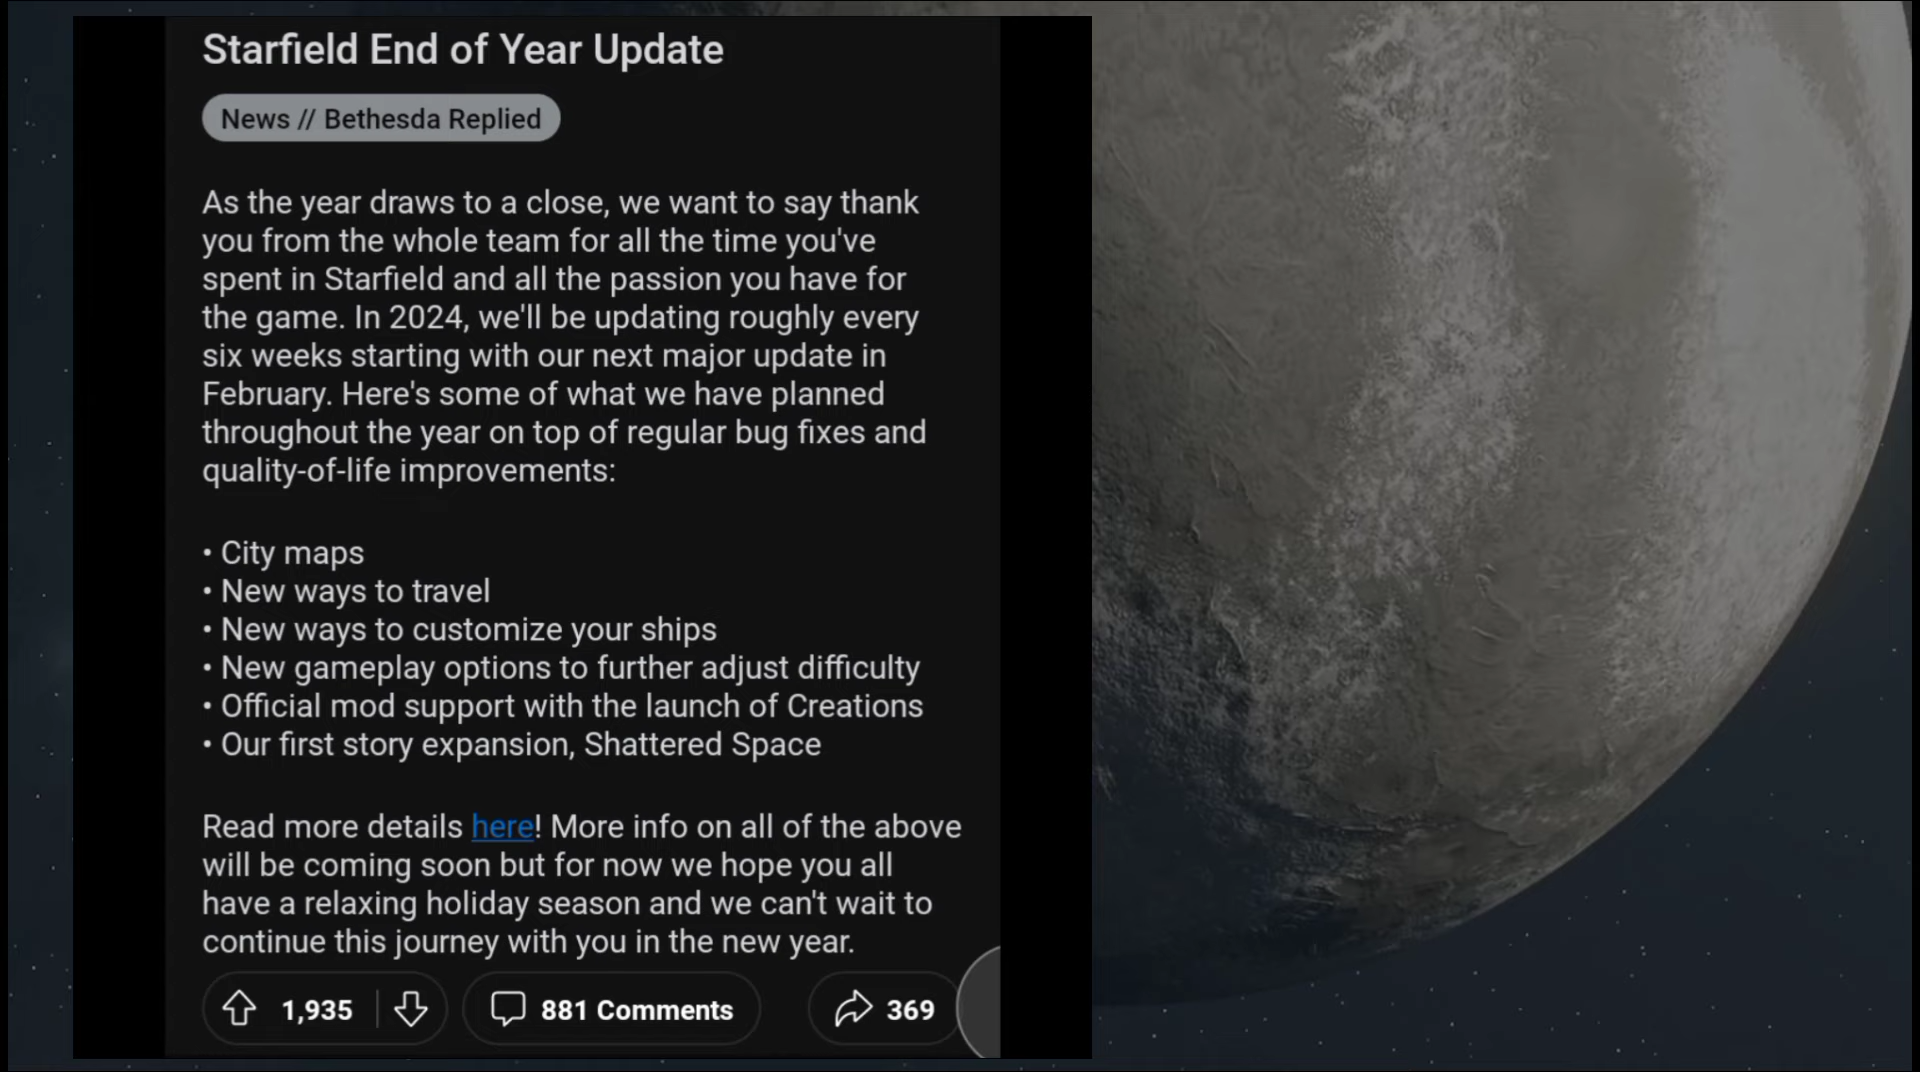 Starfield End of Year Update
News // Bethesda Replied
As the year draws to a close, we want to say thank
you from the whole team for all the time you've
spent in Starfield and all the passion you have for
the game. In 2024, we'll be updating roughly every
six weeks starting with our next major update in
February. Here's some of what we have planned
throughout the year on top of regular bug fixes and
quality-of-life improvements:
• City maps
• New ways to travel
• New ways to customize your ships
• New gameplay options to further adjust difficulty
• Official mod support with the launch of Creations
• Our first story expansion, Shattered Space
Read more details here! More info on all of the above
will be coming soon but for now we hope you all
have a relaxing holiday season and we can't wait to
continue this journey with you in the new year.
1,935 881 Comments 369